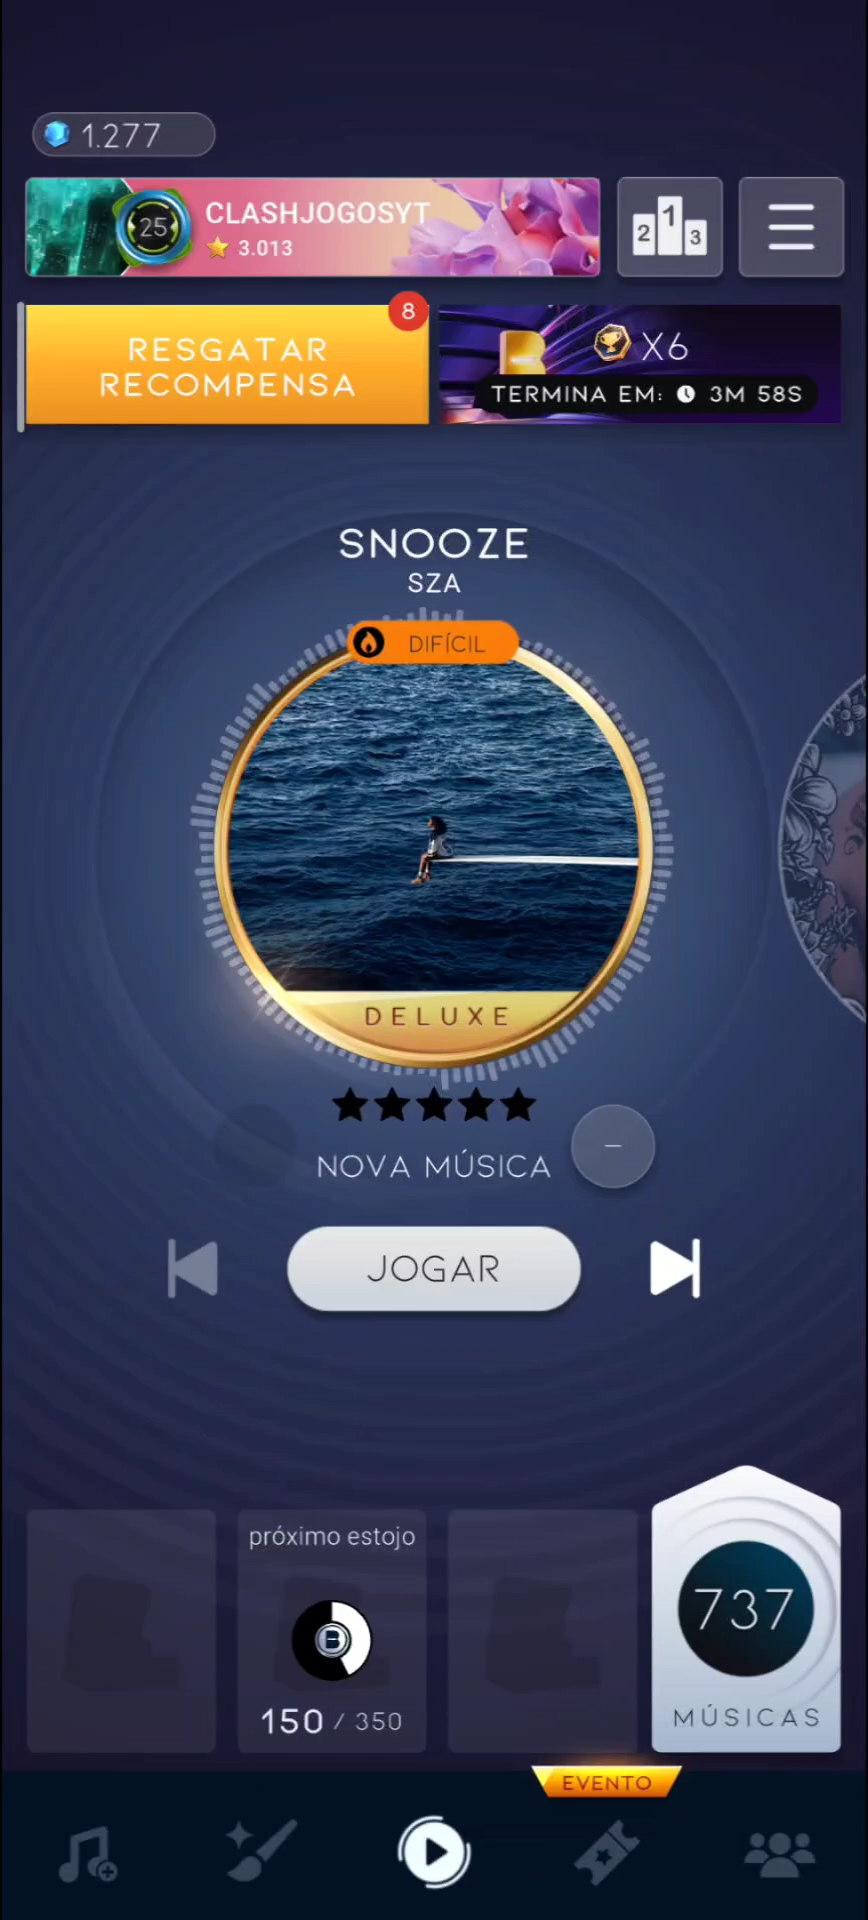 1.277
25
CLASHJOGOSYT
3.013
2 1 3
8
RESGATAR
RECOMPENSA
X6
TERMINA EM: 3M 58S
SNOOZE
SZA
DIFÍCIL
DELUXE
NOVA MÚSICA
JOGAR
próximo estojo
B
150 / 350
737
MÚSICAS
EVENTO